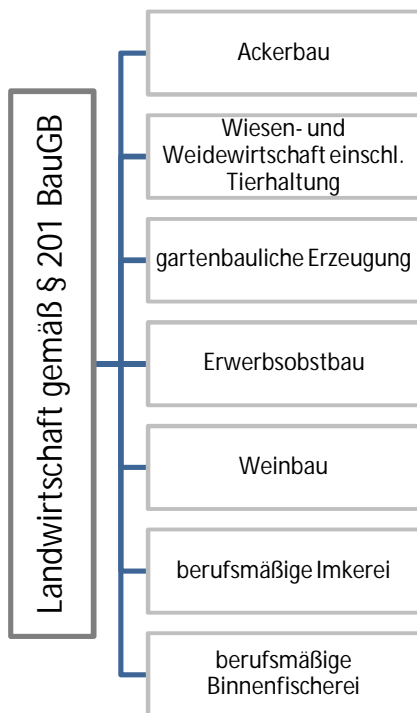 Landwirtschaft gemäß § 201 BauGB
Ackerbau
Wiesen- und
Weidewirtschaft einschl.
Tierhaltung
gartenbauliche Erzeugung
Erwerbsobstbau
Weinbau
berufsmäßige Imkerei
berufsmäßige
Binnenfischerei